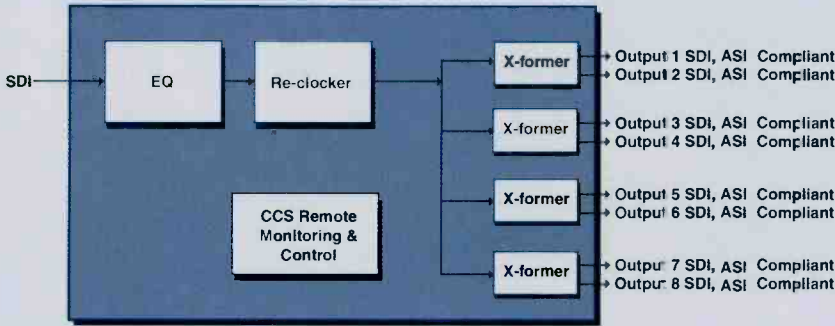 SDI
EQ
Re-clocker
X-former
Output 1 SDI, ASI Compliant
Output 2 SDI, ASI Compliant
X-former
Output 3 SDI, ASI Compliant
Output 4 SDI, ASI Compliant
CCS Remote
Monitoring &
Control
X-former
Output 5 SDI, ASI Compliant
Output 6 SDI, ASI Compliant
X-former
Output 7 SDI, ASI Compliant
Output 8 SDI, ASI Compliant